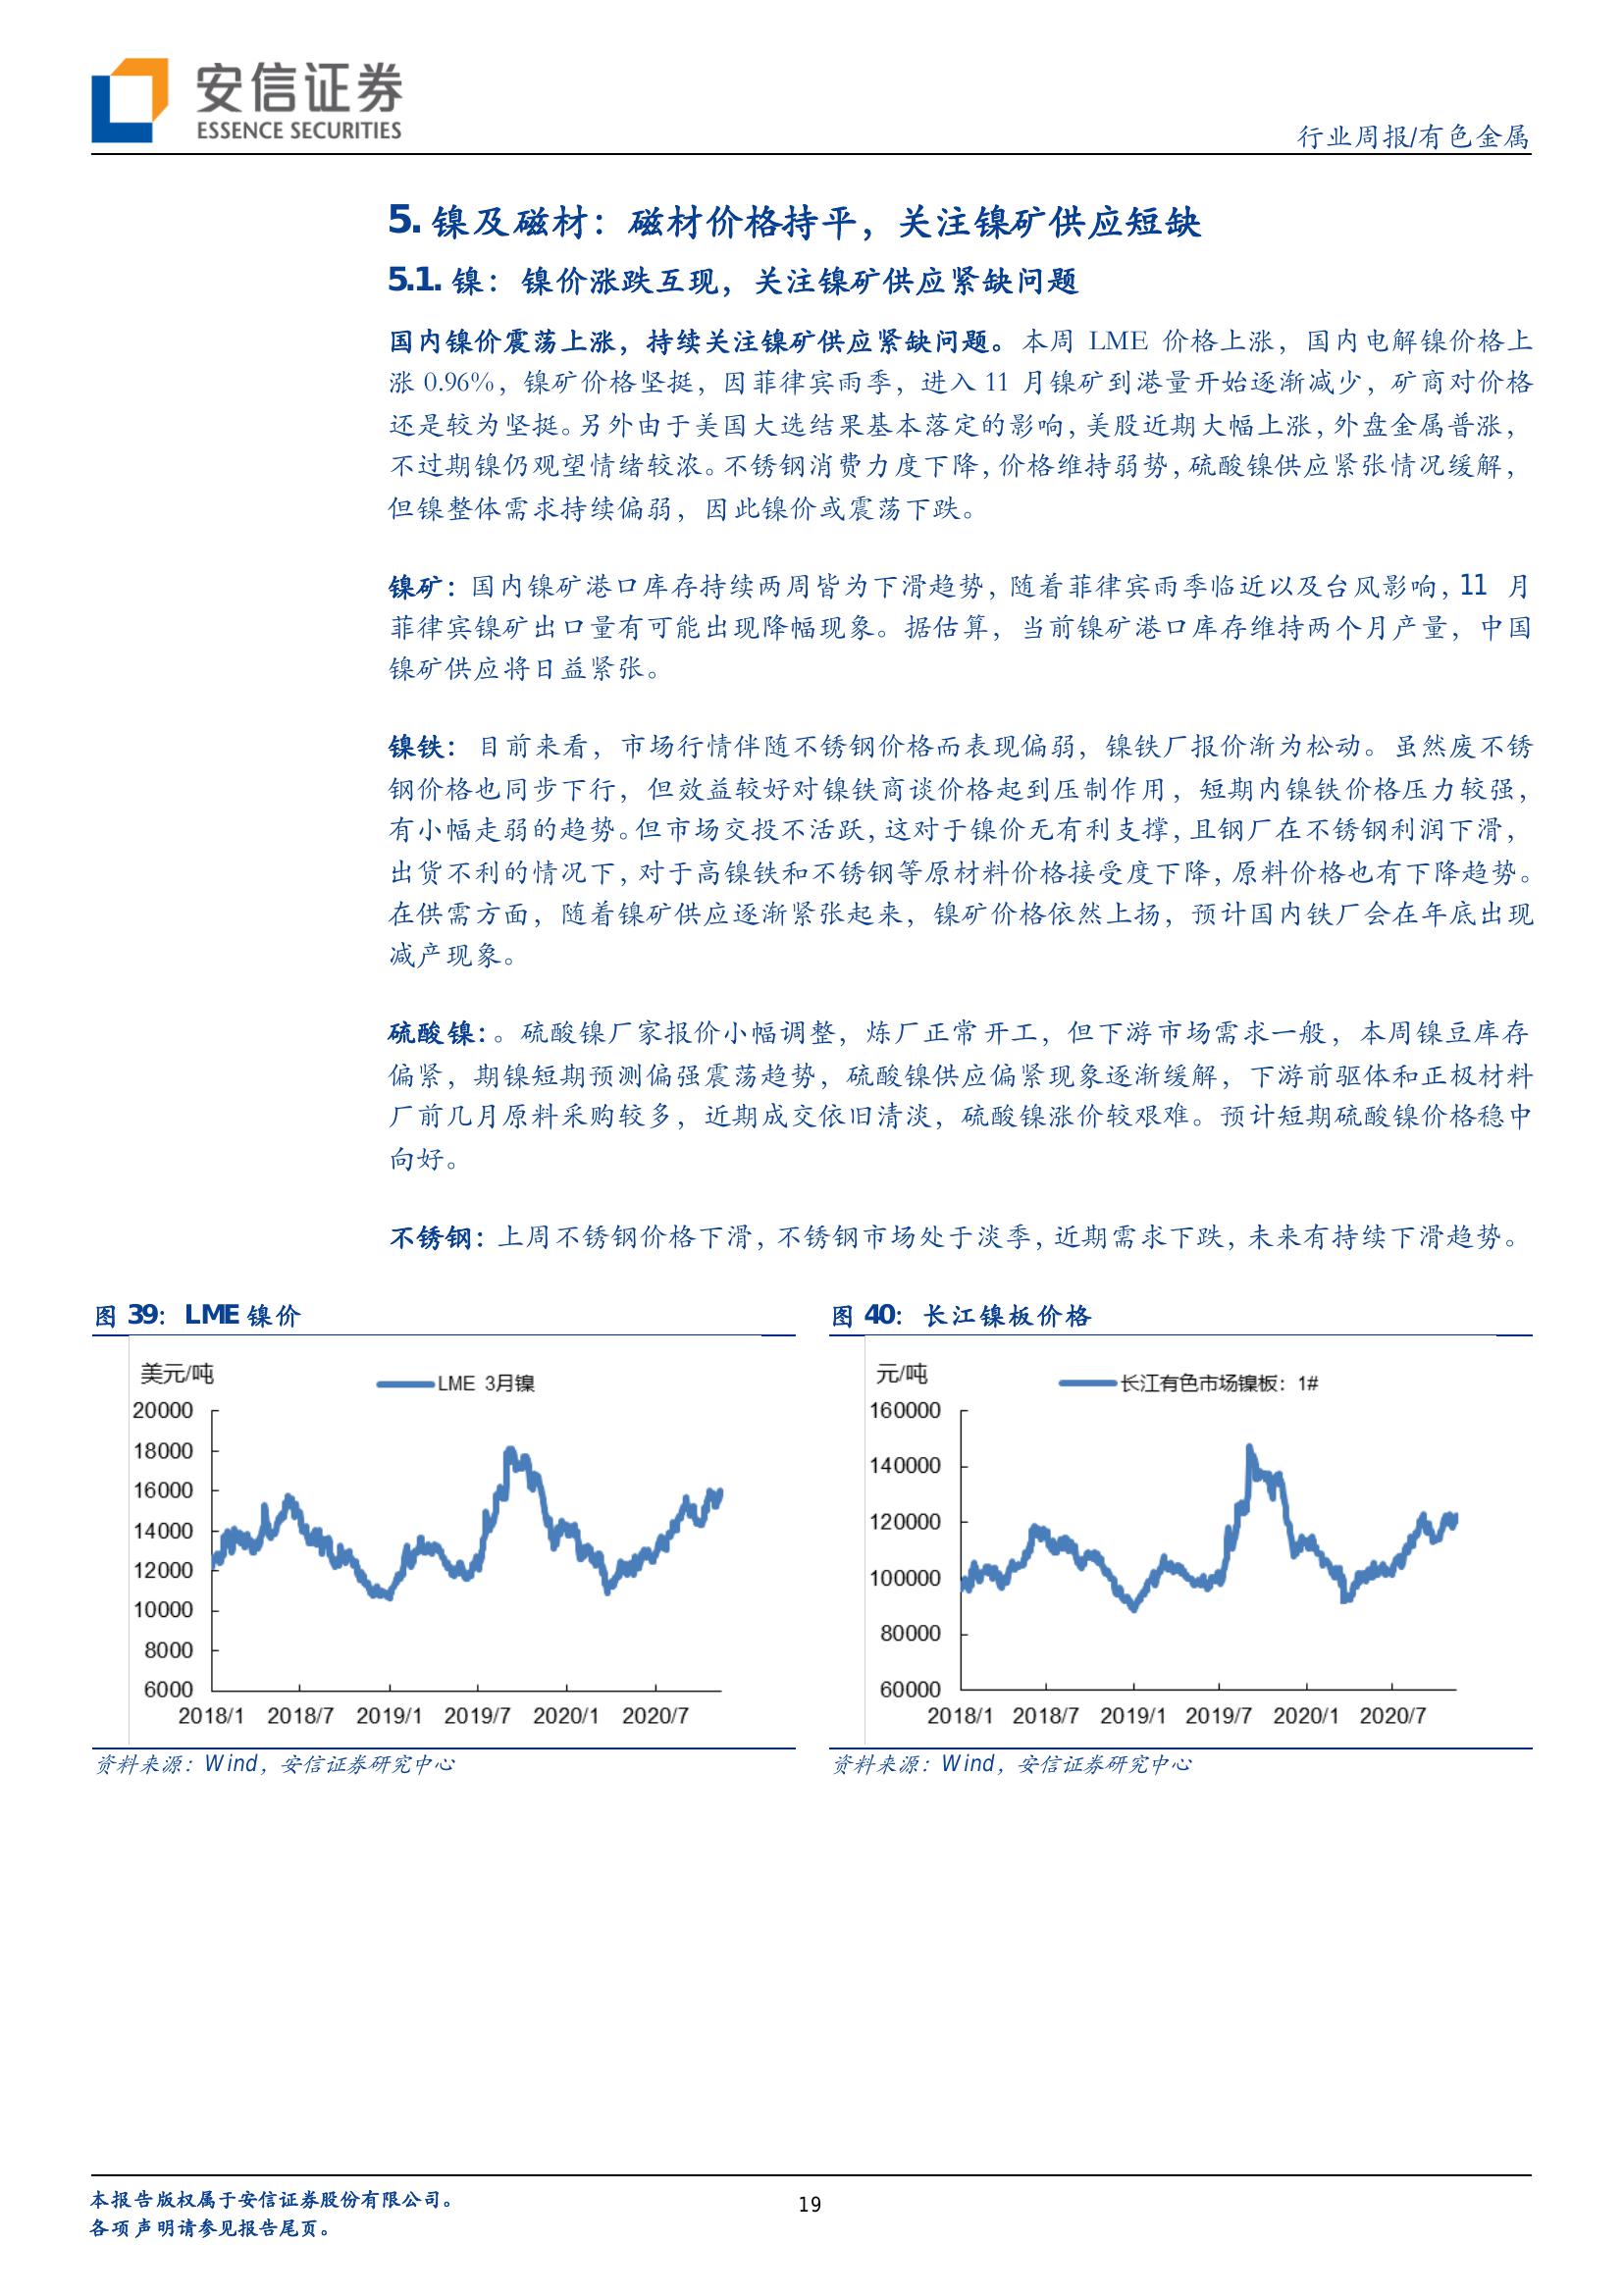 安信证券
ESSENCE SECURITIES
行业周报/有色金属
5. 镍及磁材：磁材价格持平，关注镍矿供应短缺
5.1. 镍：镍价涨跌互现，关注镍矿供应紧缺问题
国内镍价震荡上涨，持续关注镍矿供应紧缺问题。本周 LME 价格上涨，国内电解镍价格上
涨 0.96%，镍矿价格坚挺，因菲律宾雨季，进入 11 月镍矿到港量开始逐渐减少，矿商对价格
还是较为坚挺。另外由于美国大选结果基本落定的影响，美股近期大幅上涨，外盘金属普涨，
不过期镍仍观望情绪较浓。不锈钢消费力度下降，价格维持弱势，硫酸镍供应紧张情况缓解，
但镍整体需求持续偏弱，因此镍价或震荡下跌。
镍矿：国内镍矿港口库存持续两周皆为下滑趋势，随着菲律宾雨季临近以及台风影响，11 月
菲律宾镍矿出口量有可能出现降幅现象。据估算，当前镍矿港口库存维持两个月产量，中国
镍矿供应将日益紧张。
镍铁：目前来看，市场行情伴随不锈钢价格而表现偏弱，镍铁厂报价渐为松动。虽然废不锈
钢价格也同步下行，但效益较好对镍铁商谈价格起到压制作用，短期内镍铁价格压力较强，
有小幅走弱的趋势。但市场交投不活跃，这对于镍价无有利支撑，且钢厂在不锈钢利润下滑，
出货不利的情况下，对于高镍铁和不锈钢等原材料价格接受度下降，原料价格也有下降趋势。
在供需方面，随着镍矿供应逐渐紧张起来，镍矿价格依然上扬，预计国内铁厂会在年底出现
减产现象。
硫酸镍：。硫酸镍厂家报价小幅调整，炼厂正常开工，但下游市场需求一般，本周镍豆库存
偏紧，期镍短期预测偏强震荡趋势，硫酸镍供应偏紧现象逐渐缓解，下游前驱体和正极材料
厂前几月原料采购较多，近期成交依旧清淡，硫酸镍涨价较艰难。预计短期硫酸镍价格稳中
向好。
不锈钢：上周不锈钢价格下滑，不锈钢市场处于淡季，近期需求下跌，未来有持续下滑趋势。
图 39：LME 镍价
美元/吨
LME 3月镍
20000
18000
16000
14000
12000
10000
8000
6000
2018/1 2018/7 2019/1 2019/7 2020/1 2020/7
资料来源：Wind，安信证券研究中心
图 40：长江镍板价格
元/吨
长江有色市场镍板：1#
160000
140000
120000
100000
80000
60000
2018/1 2018/7 2019/1 2019/7 2020/1 2020/7
资料来源：Wind，安信证券研究中心
本报告版权属于安信证券股份有限公司。
各项声明请参见报告尾页。
19